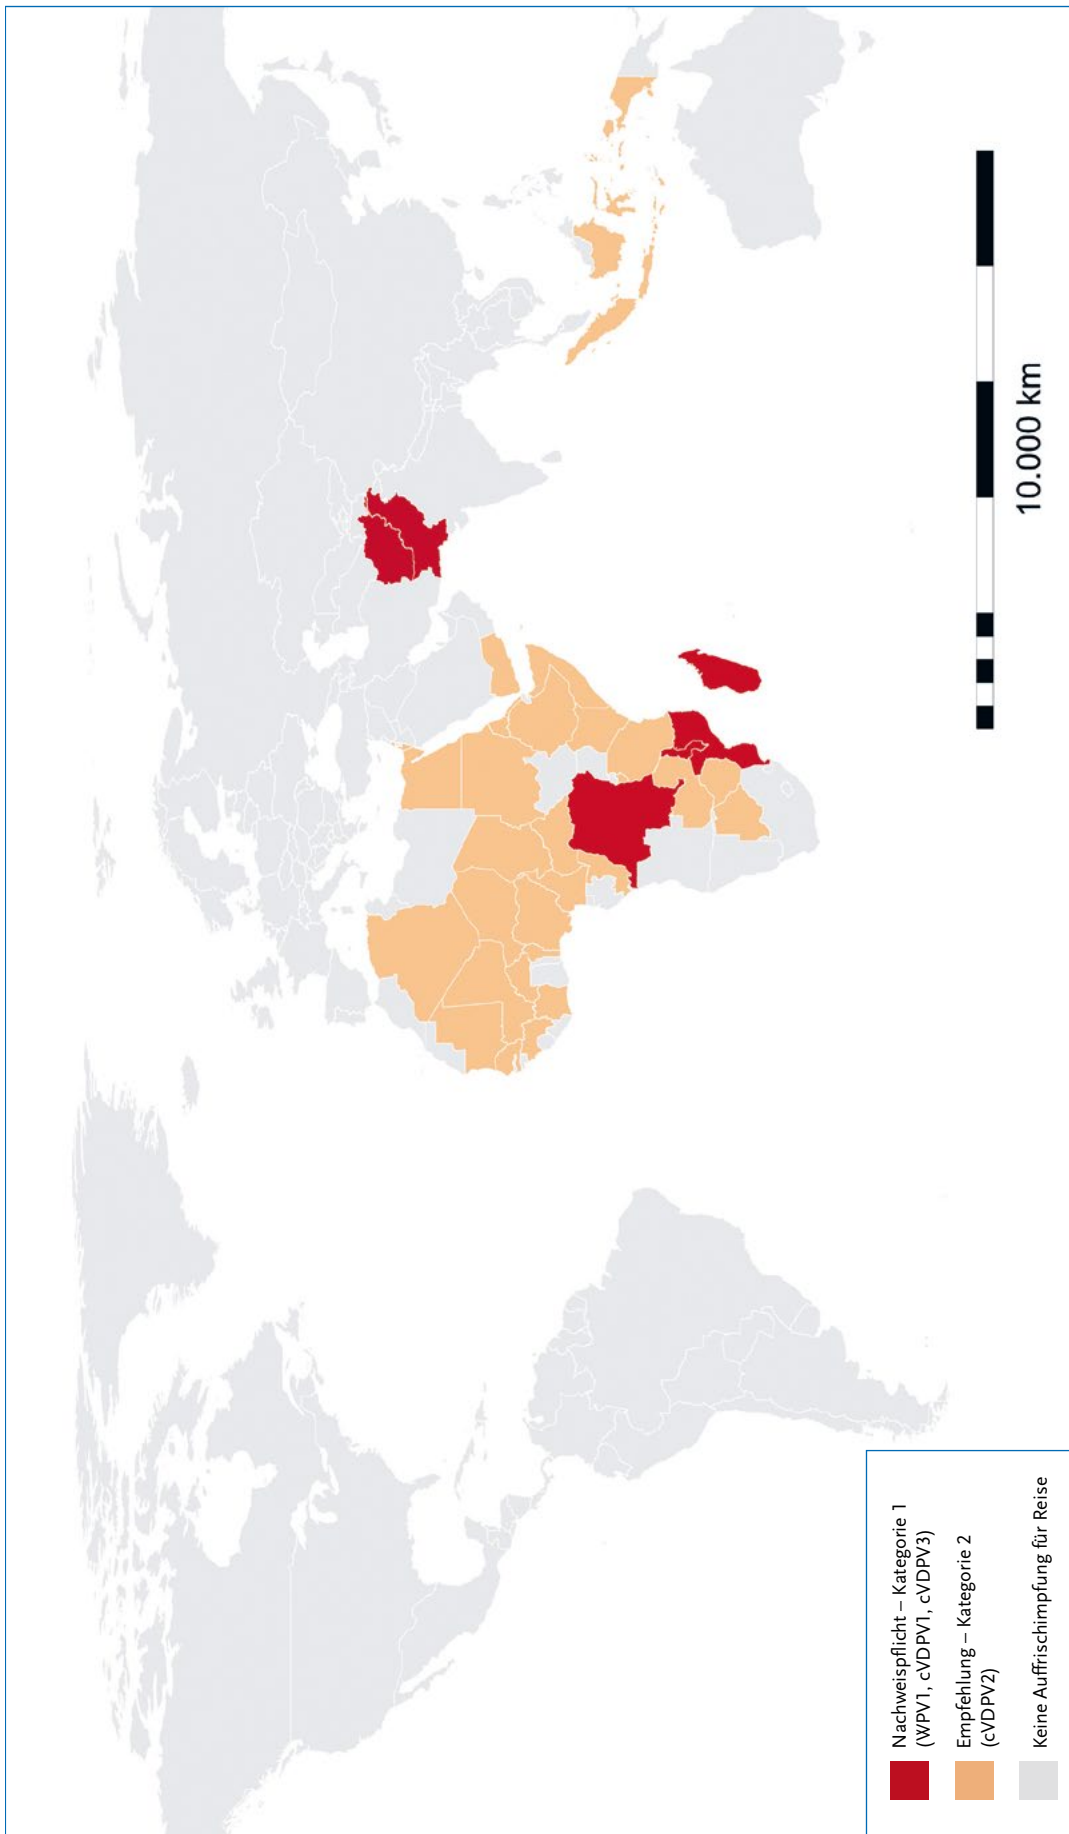 Nachweispflicht – Kategorie 1
(WPV1, cVDPV1, cVDPV3)
Empfehlung – Kategorie 2
(cVDPV2)
Keine Auffrischimpfung für Reise
10.000 km